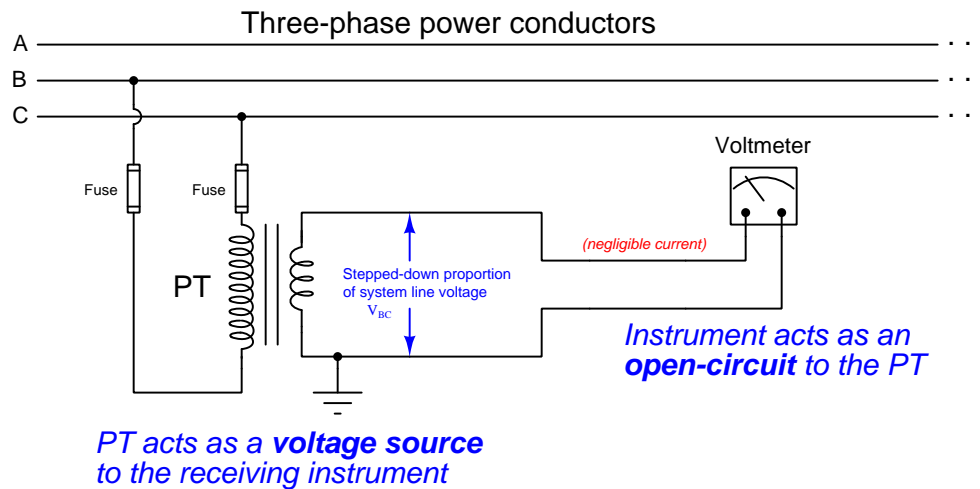 Three-phase power conductors
A
B
C
Voltmeter
Fuse
Fuse
(negligible current)
PT
Stepped-down proportion
of system line voltage
V_BC
Instrument acts as an
open-circuit to the PT
PT acts as a voltage source
to the receiving instrument